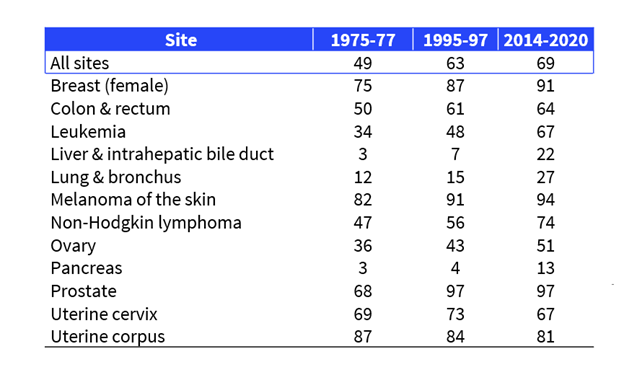 Site 1975-77 1995-97 2014-2020
All sites 49 63 69
Breast (female) 75 87 91
Colon & rectum 50 61 64
Leukemia 34 48 67
Liver & intrahepatic bile duct 3 7 22
Lung & bronchus 12 15 27
Melanoma of the skin 82 91 94
Non-Hodgkin lymphoma 47 56 74
Ovary 36 43 51
Pancreas 3 4 13
Prostate 68 97 97
Uterine cervix 69 73 67
Uterine corpus 87 84 81